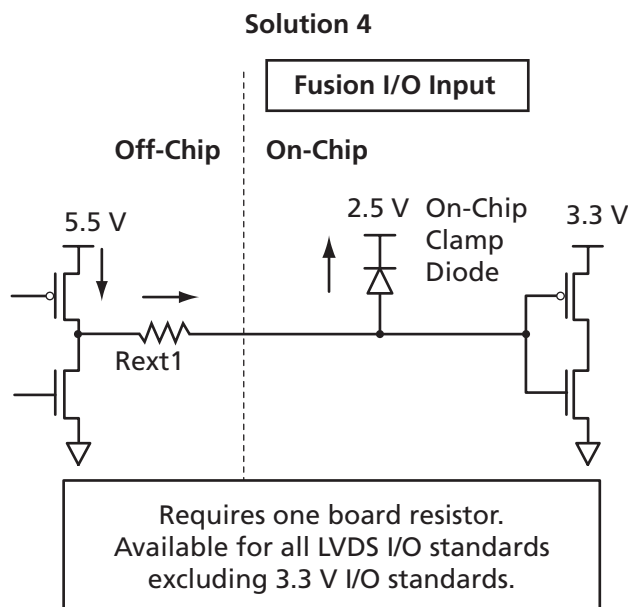 Solution 4
Fusion I/O Input
Off-Chip
On-Chip
5.5 V
2.5 V
On-Chip
Clamp
Diode
3.3 V
Rext1
Requires one board resistor.
Available for all LVDS I/O standards
excluding 3.3 V I/O standards.